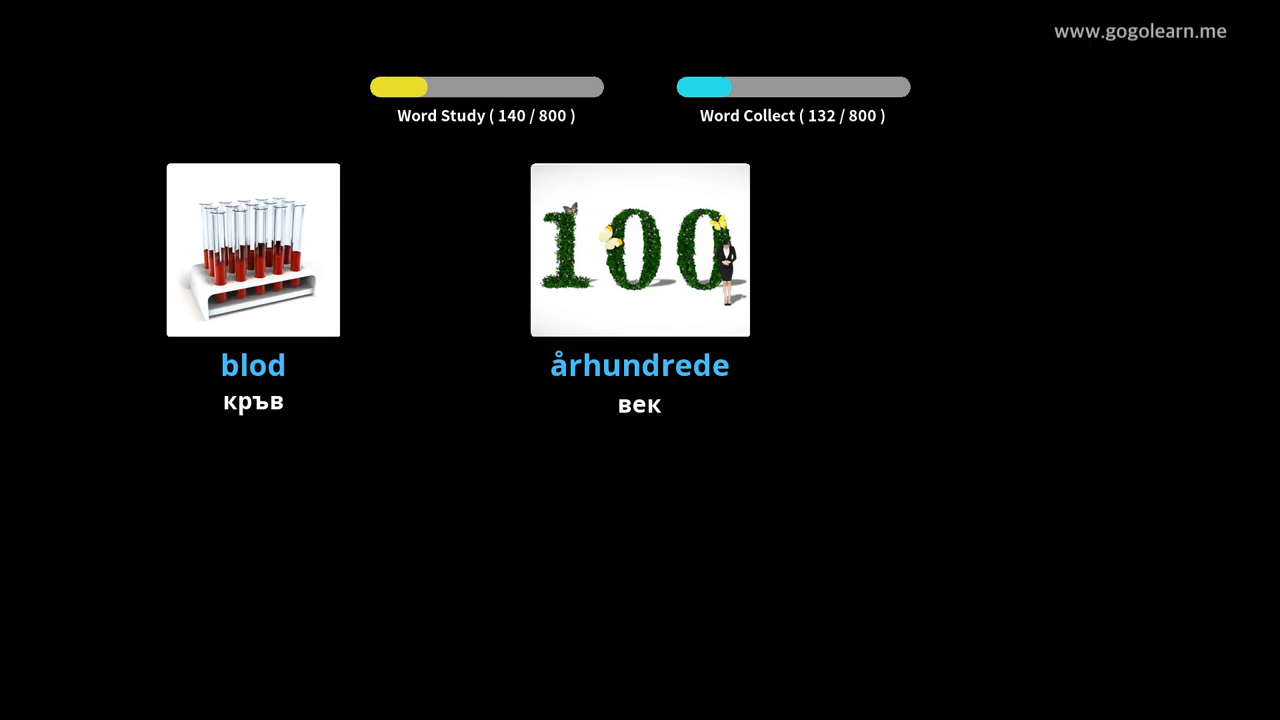 www.gogolearn.me
Word Study ( 140 / 800 )
Word Collect ( 132 / 800 )
100
blod
århundrede
кръв
век